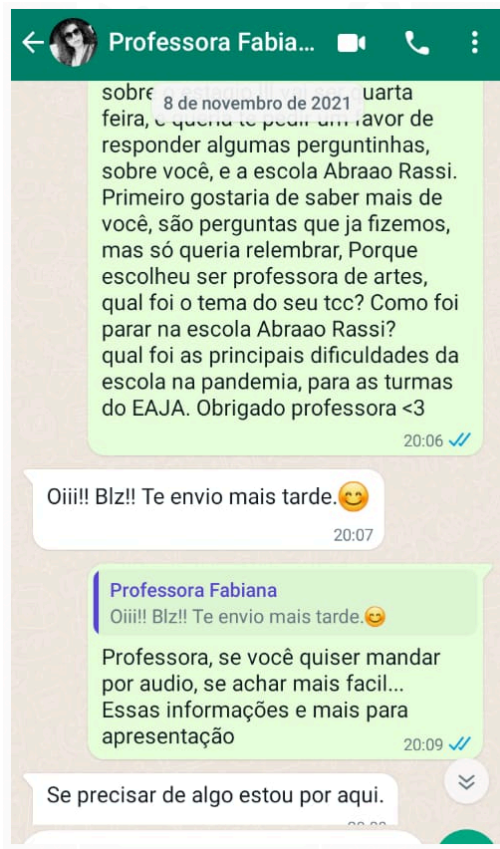 Professora Fabia...
8 de novembro de 2021
sobre o estagio III vai ser quarta
feira, e queria te pedir um favor de
responder algumas perguntinhas,
sobre você, e a escola Abraao Rassi.
Primeiro gostaria de saber mais de
você, são perguntas que ja fizemos,
mas só queria relembrar, Porque
escolheu ser professora de artes,
qual foi o tema do seu tcc? Como foi
parar na escola Abraao Rassi?
qual foi as principais dificuldades da
escola na pandemia, para as turmas
do EAJA. Obrigado professora <3
20:06
Oiii!! Blz!! Te envio mais tarde.😊
20:07
Professora Fabiana
Oiii!! Blz!! Te envio mais tarde.😊
Professora, se você quiser mandar
por audio, se achar mais facil...
Essas informações e mais para
apresentação
20:09
Se precisar de algo estou por aqui.